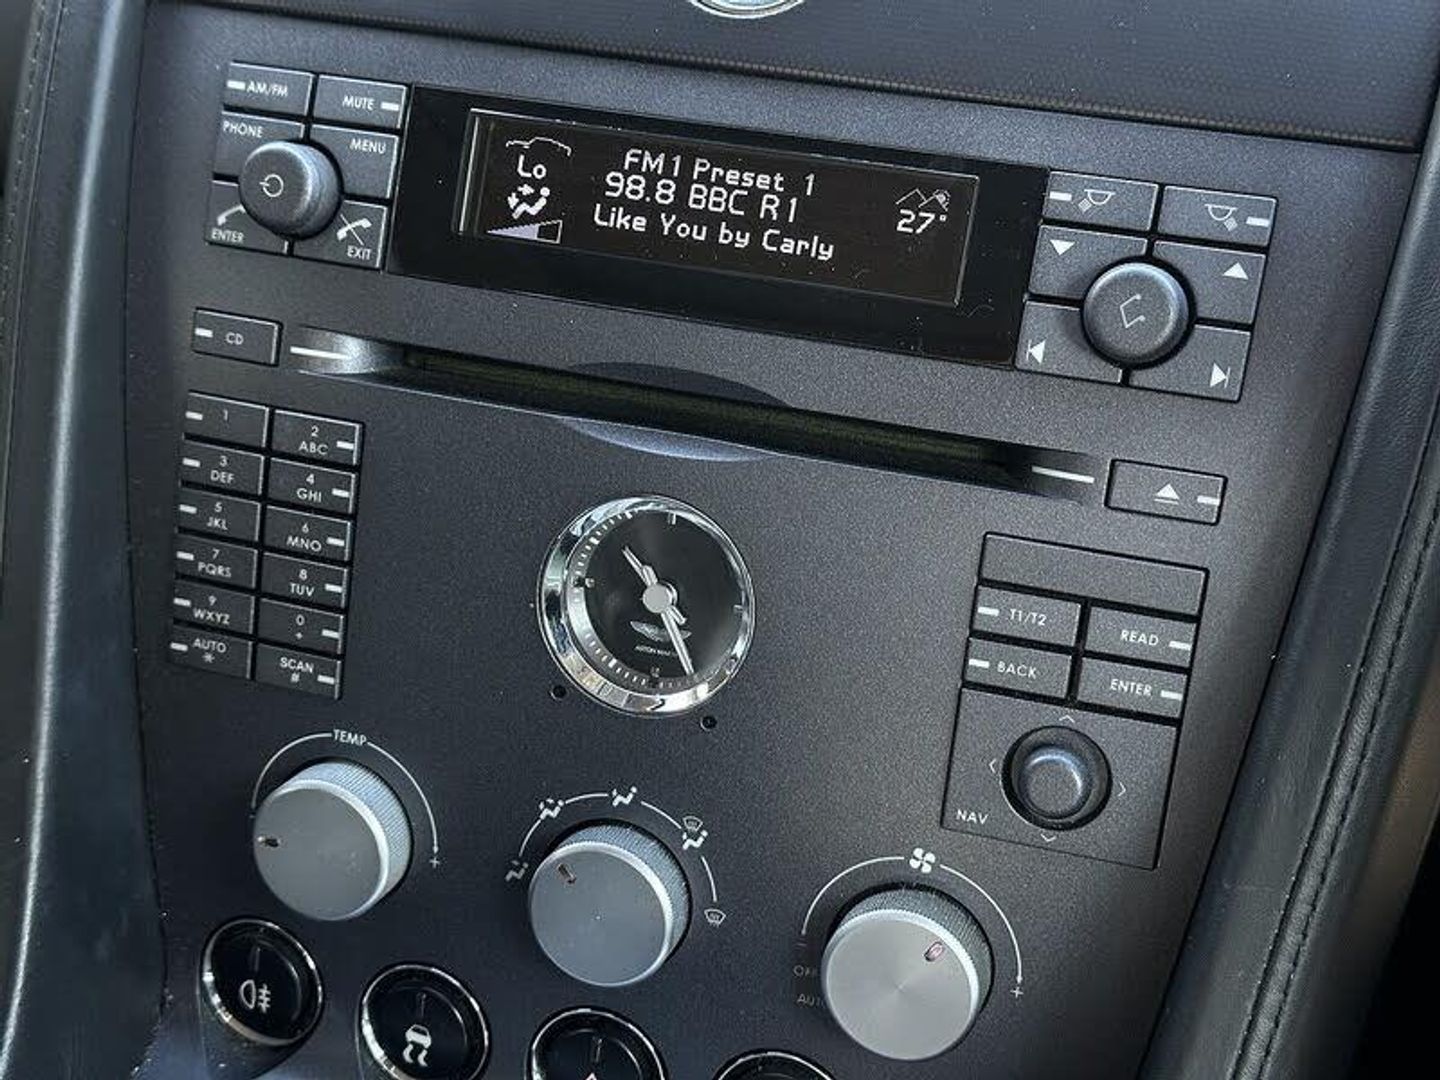 AM/FM
MUTE
PHONE
MENU
ENTER
EXIT
Lo
FM1 Preset 1
98.8 BBC R1
Like You by Carly
27°
CD
1
2
ABC
3
DEF
4
GHI
5
JKL
6
MNO
7
PQRS
8
TUV
9
WXYZ
0
+
AUTO
*
SCAN
#
T1/T2
READ
BACK
ENTER
NAV
TEMP
+
+